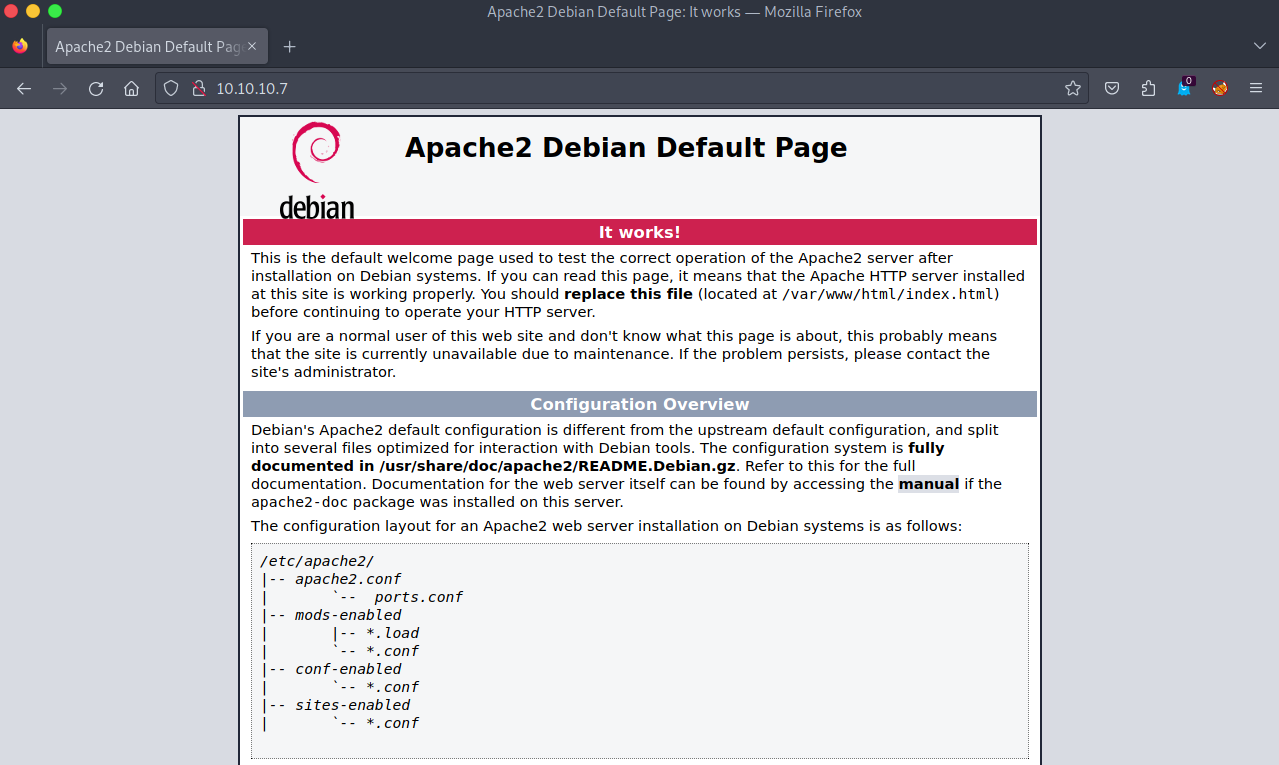 Apache2 Debian Default Page: It works — Mozilla Firefox
Apache2 Debian Default Pag
10.10.10.7
0
debian
Apache2 Debian Default Page
It works!
This is the default welcome page used to test the correct operation of the Apache2 server after
installation on Debian systems. If you can read this page, it means that the Apache HTTP server installed
at this site is working properly. You should replace this file (located at /var/www/html/index.html)
before continuing to operate your HTTP server.
If you are a normal user of this web site and don't know what this page is about, this probably means
that the site is currently unavailable due to maintenance. If the problem persists, please contact the
site's administrator.
Configuration Overview
Debian's Apache2 default configuration is different from the upstream default configuration, and split
into several files optimized for interaction with Debian tools. The configuration system is fully
documented in /usr/share/doc/apache2/README.Debian.gz. Refer to this for the full
documentation. Documentation for the web server itself can be found by accessing the manual if the
apache2-doc package was installed on this server.
The configuration layout for an Apache2 web server installation on Debian systems is as follows:
/etc/apache2/
|-- apache2.conf
|       `--  ports.conf
|-- mods-enabled
|       |-- *.load
|       `-- *.conf
|-- conf-enabled
|       `-- *.conf
|-- sites-enabled
|       `-- *.conf